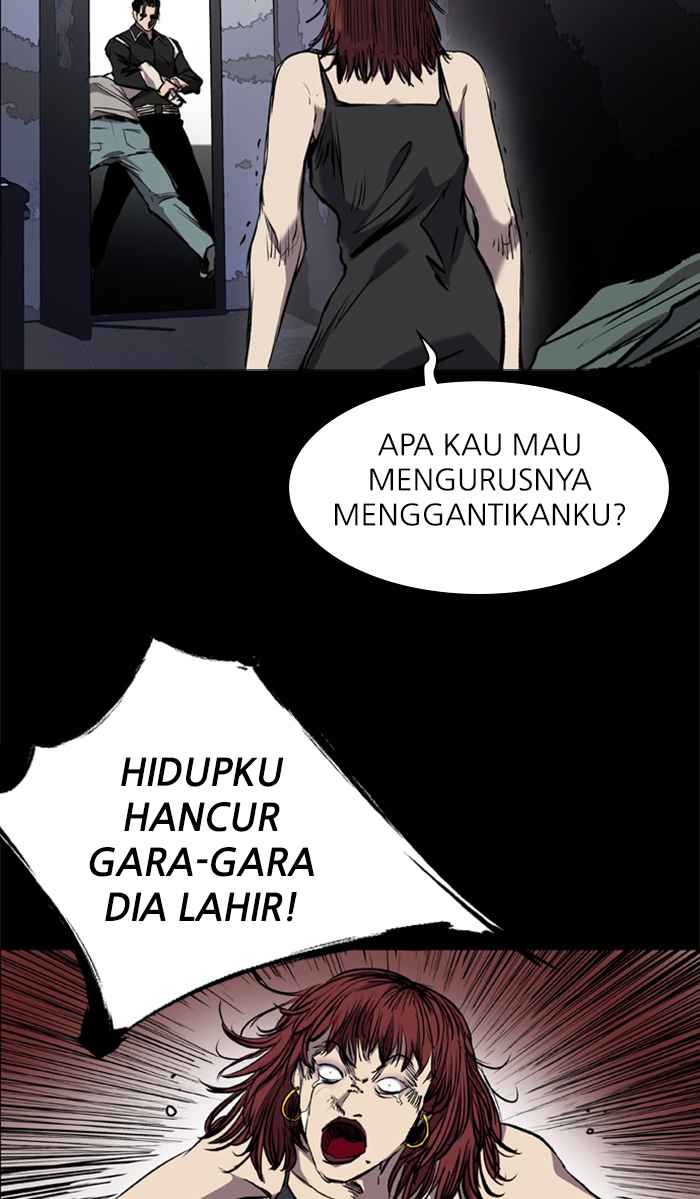 APA KAU MAU
MENGURUSNYA
MENGGANTIKANKU?
HIDUPKU
HANCUR
GARA-GARA
DIA LAHIR!